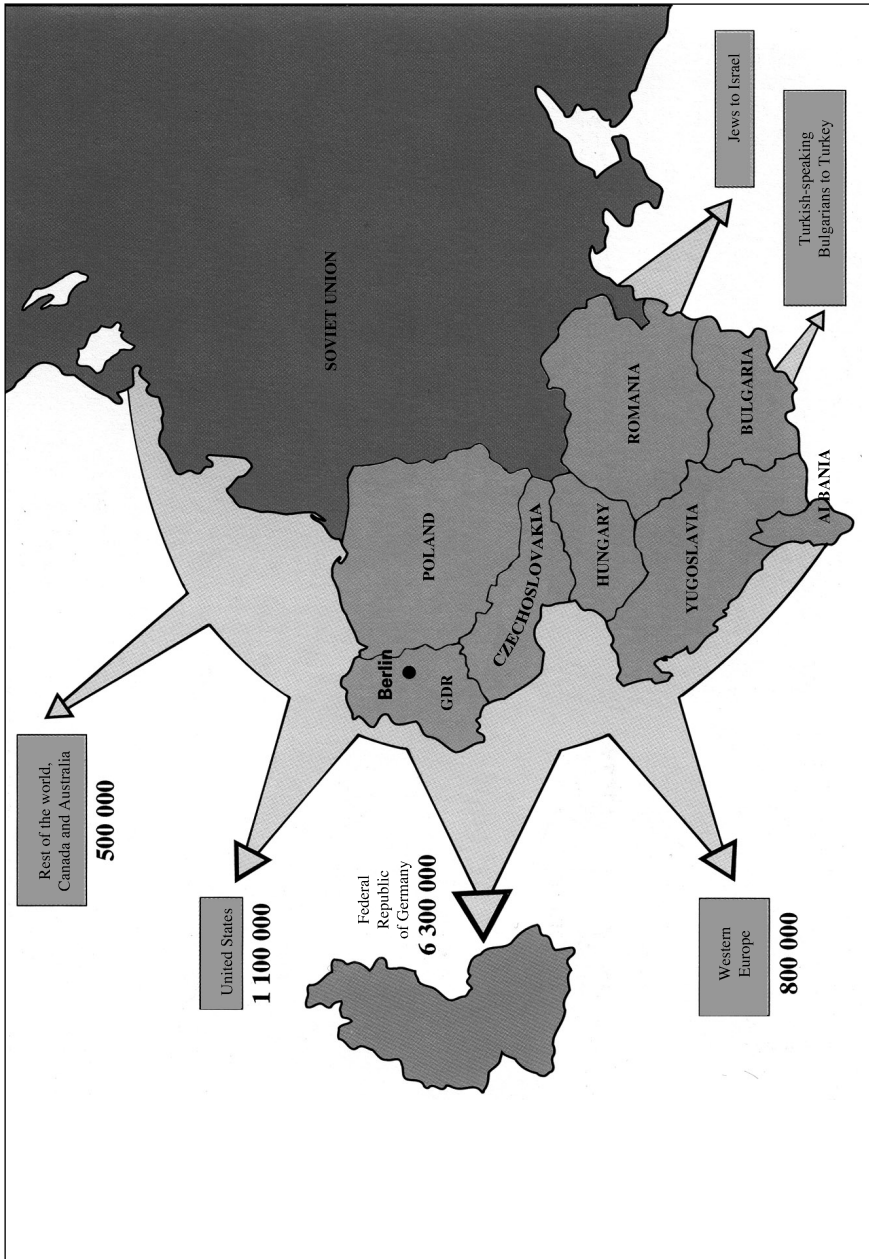 Rest of the world,
Canada and Australia
500 000
United States
1 100 000
Federal
Republic
of Germany
6 300 000
Western
Europe
800 000
SOVIET UNION
POLAND
Berlin
GDR
CZECHOSLOVAKIA
HUNGARY
ROMANIA
YUGOSLAVIA
BULGARIA
ALBANIA
Jews to Israel
Turkish-speaking
Bulgarians to Turkey